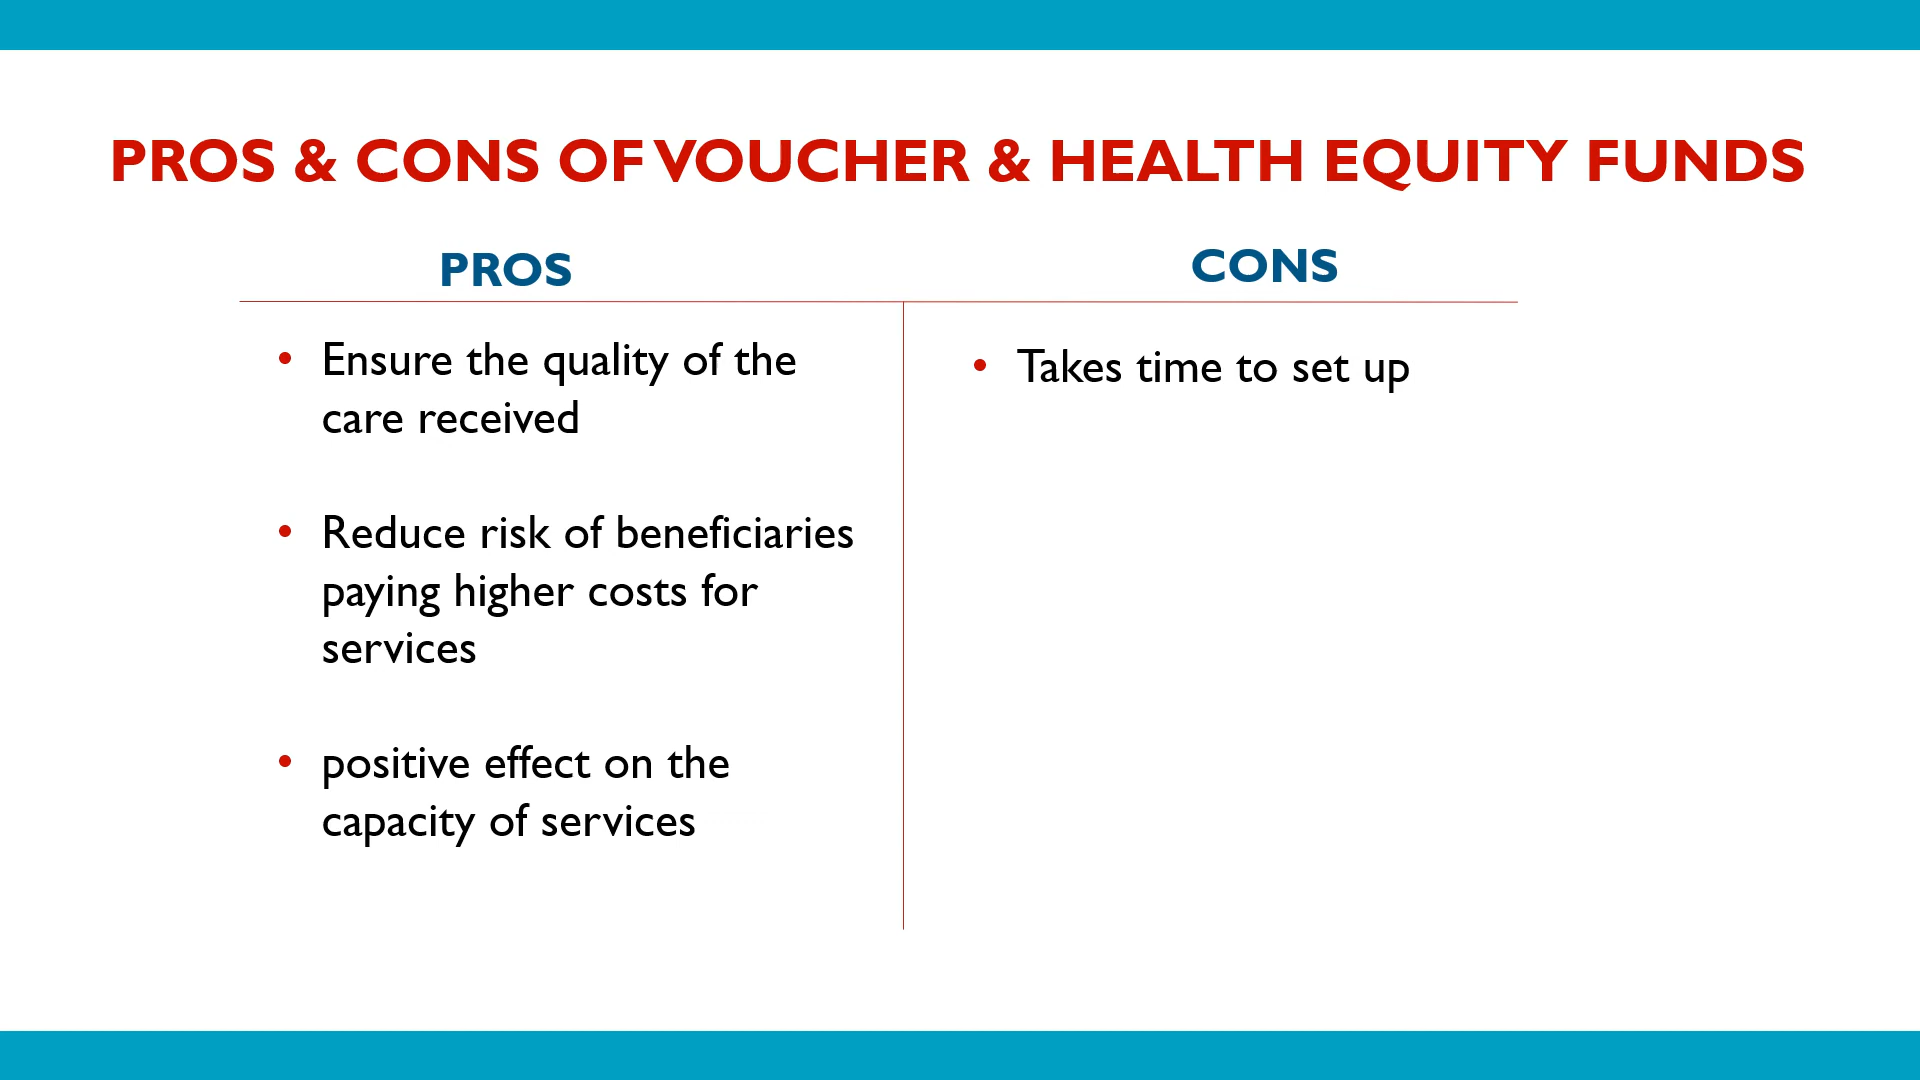 PROS & CONS OF VOUCHER & HEALTH EQUITY FUNDS
PROS
• Ensure the quality of the
care received
• Reduce risk of beneficiaries
paying higher costs for
services
• positive effect on the
capacity of services
CONS
• Takes time to set up